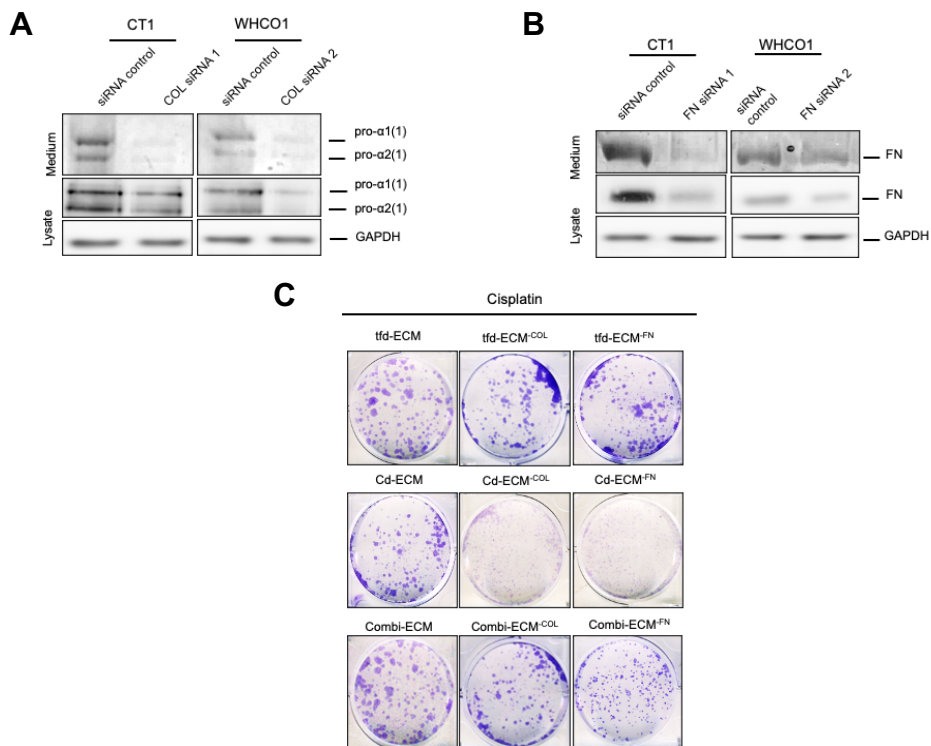 A
CT1
WHCO1
siRNA control
COL siRNA 1
siRNA control
COL siRNA 2
Medium
pro-α1(1)
pro-α2(1)
Lysate
pro-α1(1)
pro-α2(1)
GAPDH
B
CT1
WHCO1
siRNA control
FN siRNA 1
siRNA
control
FN siRNA 2
Medium
FN
Lysate
FN
GAPDH
C
Cisplatin
tfd-ECM
tfd-ECM-COL
tfd-ECM-FN
Cd-ECM
Cd-ECM-COL
Cd-ECM-FN
Combi-ECM
Combi-ECM-COL
Combi-ECM-FN